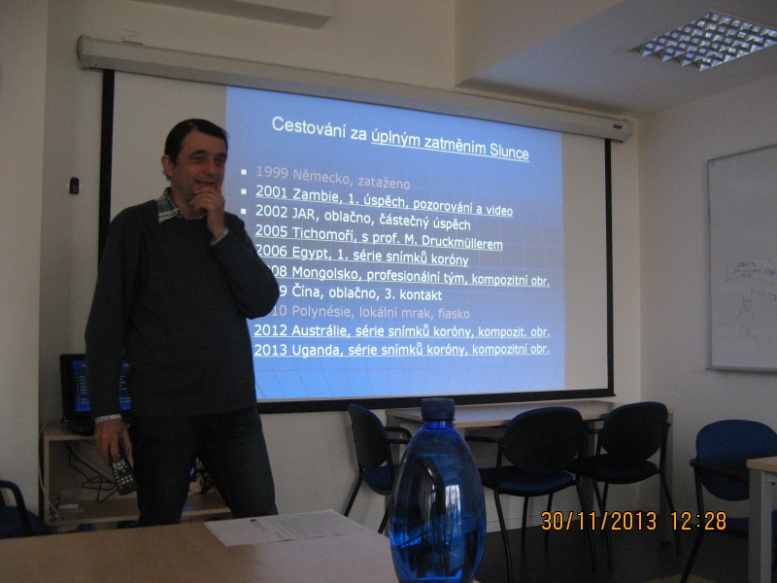 Cestování za úplným zatměním Slunce
1999 Německo, zataženo
2001 Zambie, 1. úspěch, pozorování a video
2002 JAR, oblačno, částečný úspěch
2005 Tichomoří, s prof. M. Druckmüllerem
2006 Egypt, 1. série snímků koróny
08 Mongolsko, profesionální tým, kompozitní obr.
9 Čína, oblačno, 3. kontakt
10 Polynésie, lokální mrak, fiasko
2012 Austrálie, série snímků koróny, kompozit. obr.
2013 Uganda, série snímků koróny, kompozitní obr.
30/11/2013 12:28